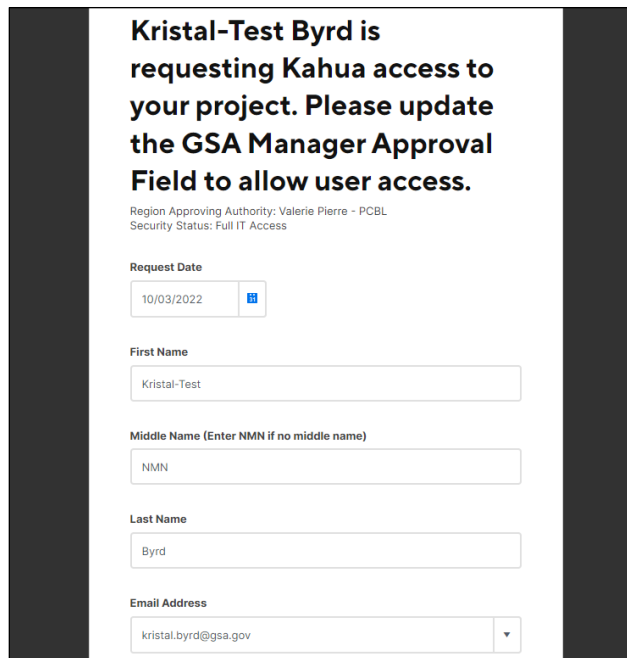 Kristal-Test Byrd is
requesting Kahua access to
your project. Please update
the GSA Manager Approval
Field to allow user access.
Region Approving Authority: Valerie Pierre - PCBL
Security Status: Full IT Access
Request Date
10/03/2022
First Name
Kristal-Test
Middle Name (Enter NMN if no middle name)
NMN
Last Name
Byrd
Email Address
kristal.byrd@gsa.gov